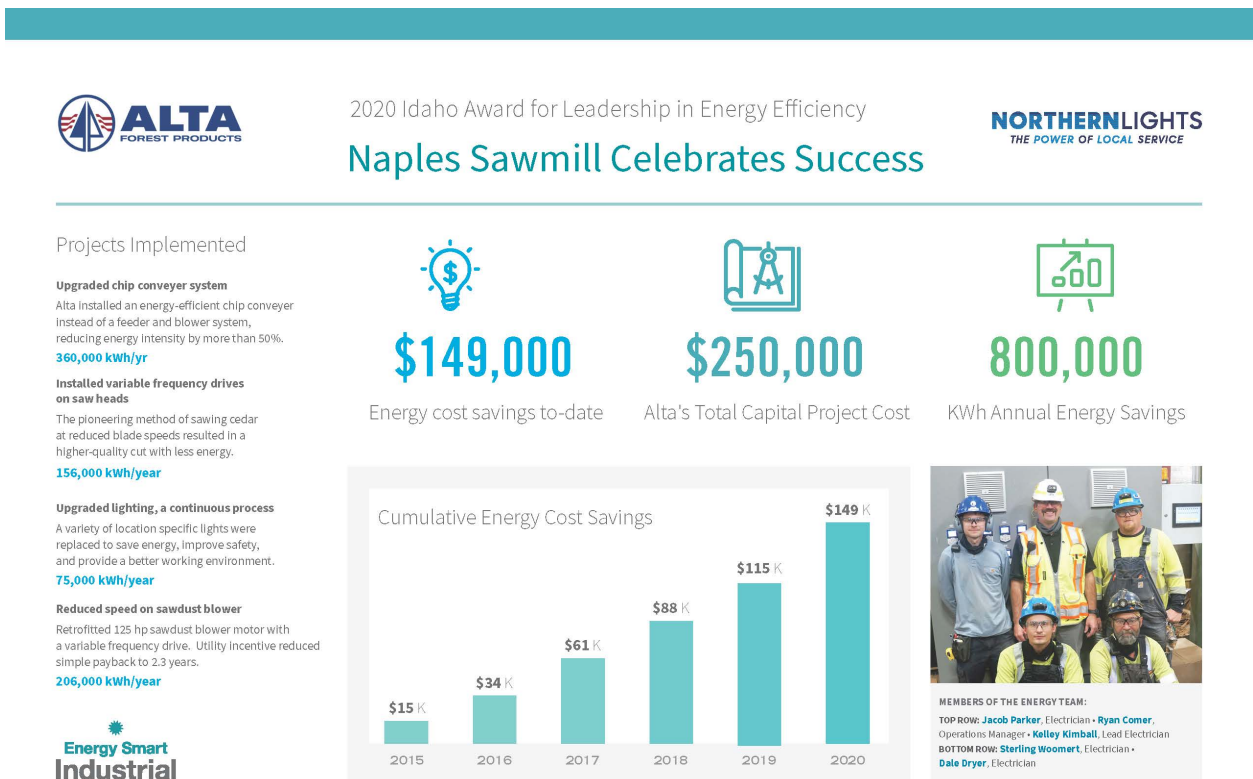 ALTA
FOREST PRODUCTS
2020 Idaho Award for Leadership in Energy Efficiency
Naples Sawmill Celebrates Success
NORTHERNLIGHTS
THE POWER OF LOCAL SERVICE
Projects Implemented
Upgraded chip conveyer system
Alta installed an energy-efficient chip conveyer
instead of a feeder and blower system,
reducing energy intensity by more than 50%.
360,000 kWh/yr
Installed variable frequency drives
on saw heads
The pioneering method of sawing cedar
at reduced blade speeds resulted in a
higher-quality cut with less energy.
156,000 kWh/year
Upgraded lighting, a continuous process
A variety of location specific lights were
replaced to save energy, improve safety,
and provide a better working environment.
75,000 kWh/year
Reduced speed on sawdust blower
Retrofitted 125 hp sawdust blower motor with
a variable frequency drive. Utility incentive reduced
simple payback to 2.3 years.
206,000 kWh/year
Energy Smart
Industrial
$
$149,000
Energy cost savings to-date
$250,000
Alta's Total Capital Project Cost
800,000
KWh Annual Energy Savings
Cumulative Energy Cost Savings
$15 K
$34 K
$61 K
$88 K
$115 K
$149 K
2015 2016 2017 2018 2019 2020
MEMBERS OF THE ENERGY TEAM:
TOP ROW: Jacob Parker, Electrician • Ryan Comer,
Operations Manager • Kelley Kimball, Lead Electrician
BOTTOM ROW: Sterling Woomert, Electrician •
Dale Dryer, Electrician